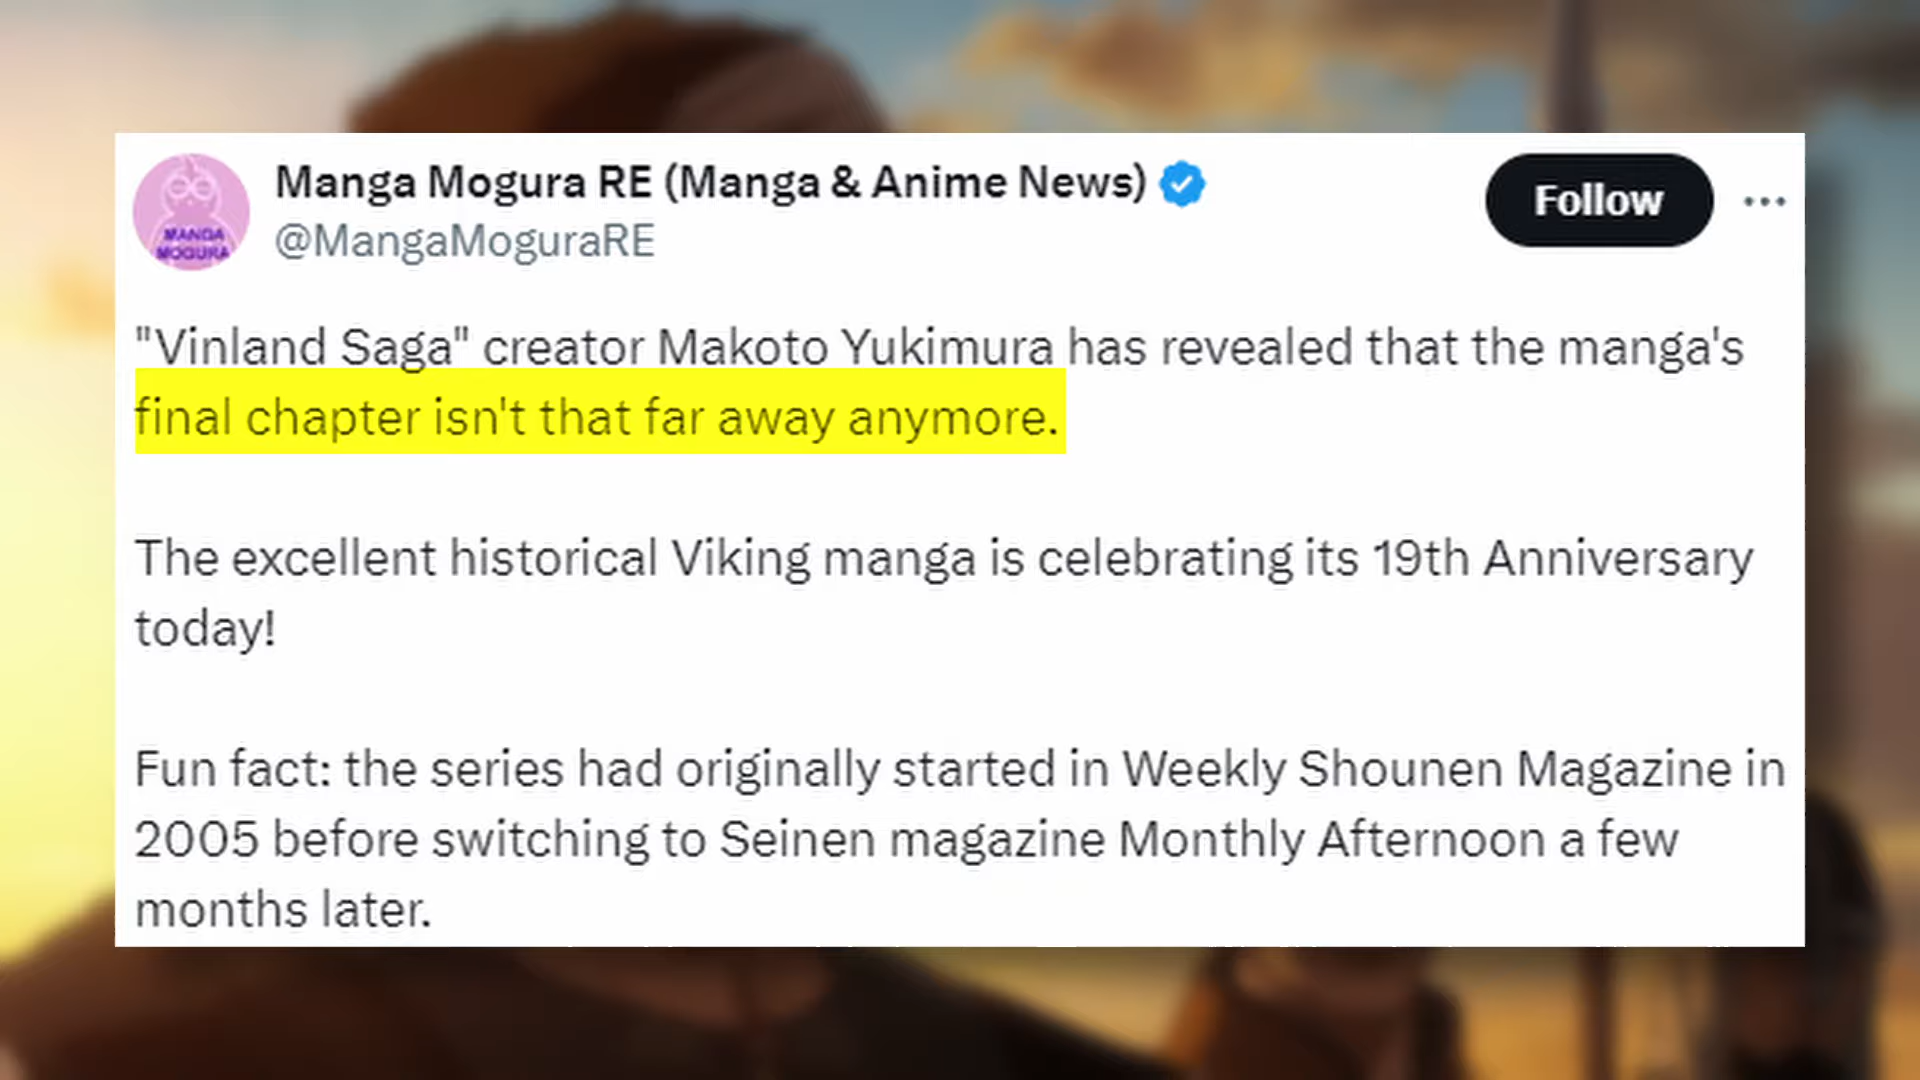 Manga Mogura RE (Manga & Anime News)
@MangaMoguraRE
Follow
MANGA
MOGURA
"Vinland Saga" creator Makoto Yukimura has revealed that the manga's
final chapter isn't that far away anymore.
The excellent historical Viking manga is celebrating its 19th Anniversary
today!
Fun fact: the series had originally started in Weekly Shounen Magazine in
2005 before switching to Seinen magazine Monthly Afternoon a few
months later.